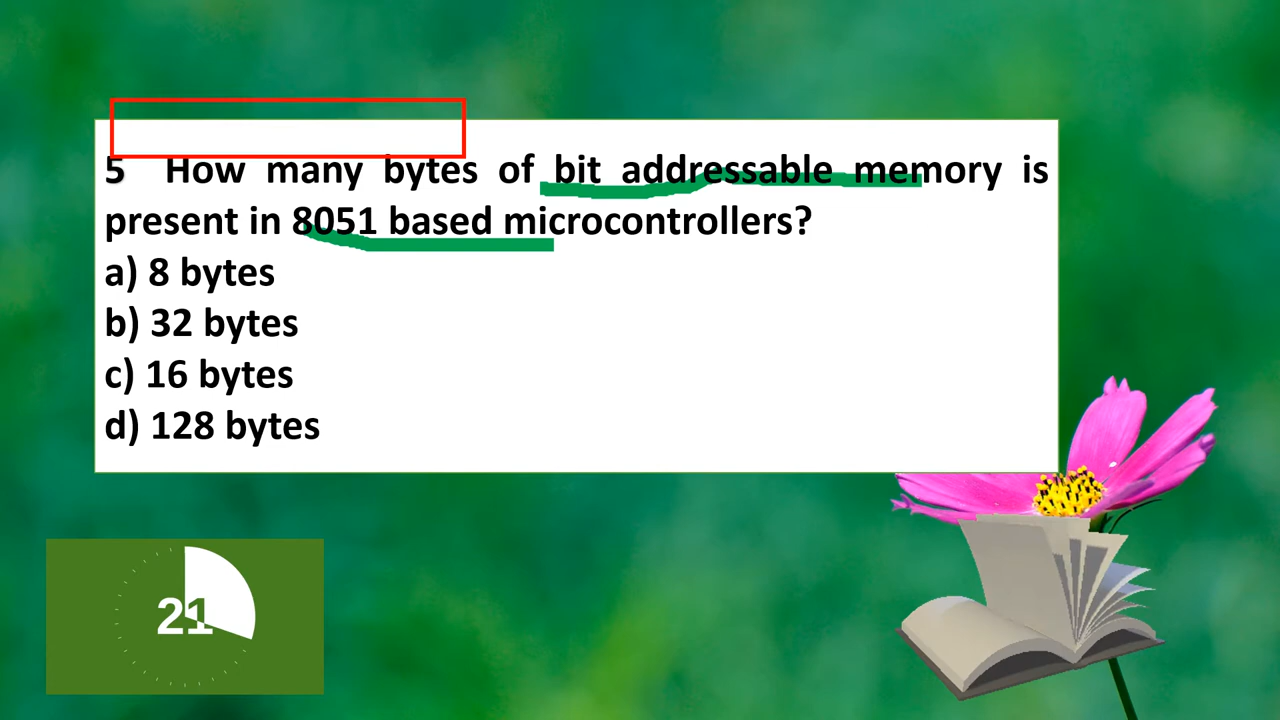 5 How many bytes of bit addressable memory is
present in 8051 based microcontrollers?
a) 8 bytes
b) 32 bytes
c) 16 bytes
d) 128 bytes
21